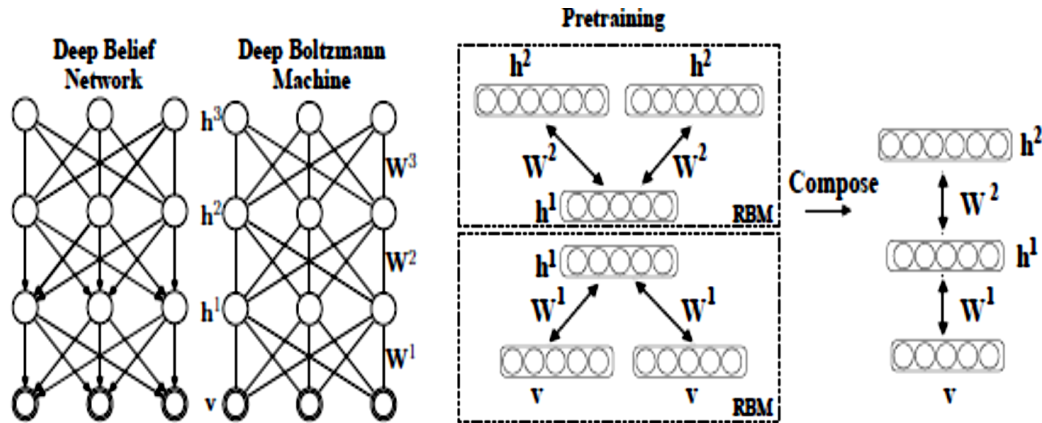 Deep Belief
Network
Deep Boltzmann
Machine
h³
W³
h²
W²
h¹
W¹
v
Pretraining
h²
h²
W²
W²
h¹
RBM
h¹
W¹
W¹
v
v
RBM
Compose
h²
W²
h¹
W¹
v